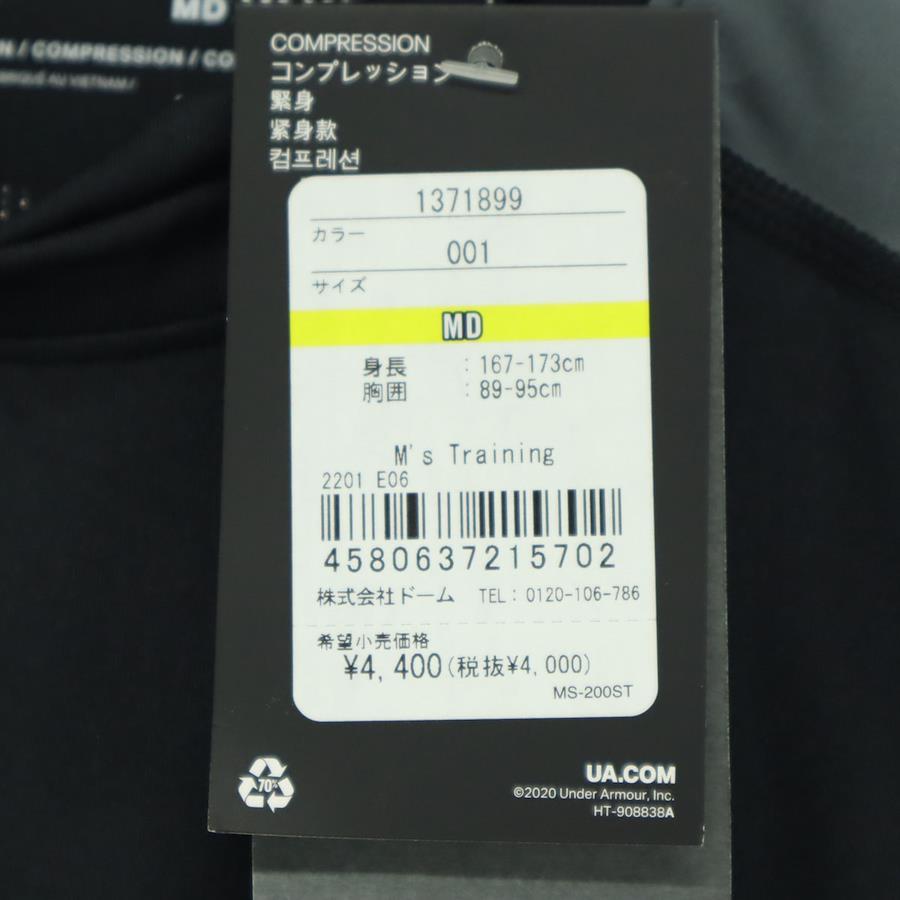 MD
N / COMPRESSION / CO
COMPRESSION
コンプレッション
緊身
紧身款
컴프레션
1371899
カラー
001
サイズ
MD
身長 : 167-173cm
胸囲 : 89-95cm
M's Training
2201 E06
4580637215702
株式会社ドーム TEL: 0120-106-786
希望小売価格
¥4,400(税抜¥4,000)
MS-200ST
70%
UA.COM
©2020 Under Armour, Inc.
HT-908838A